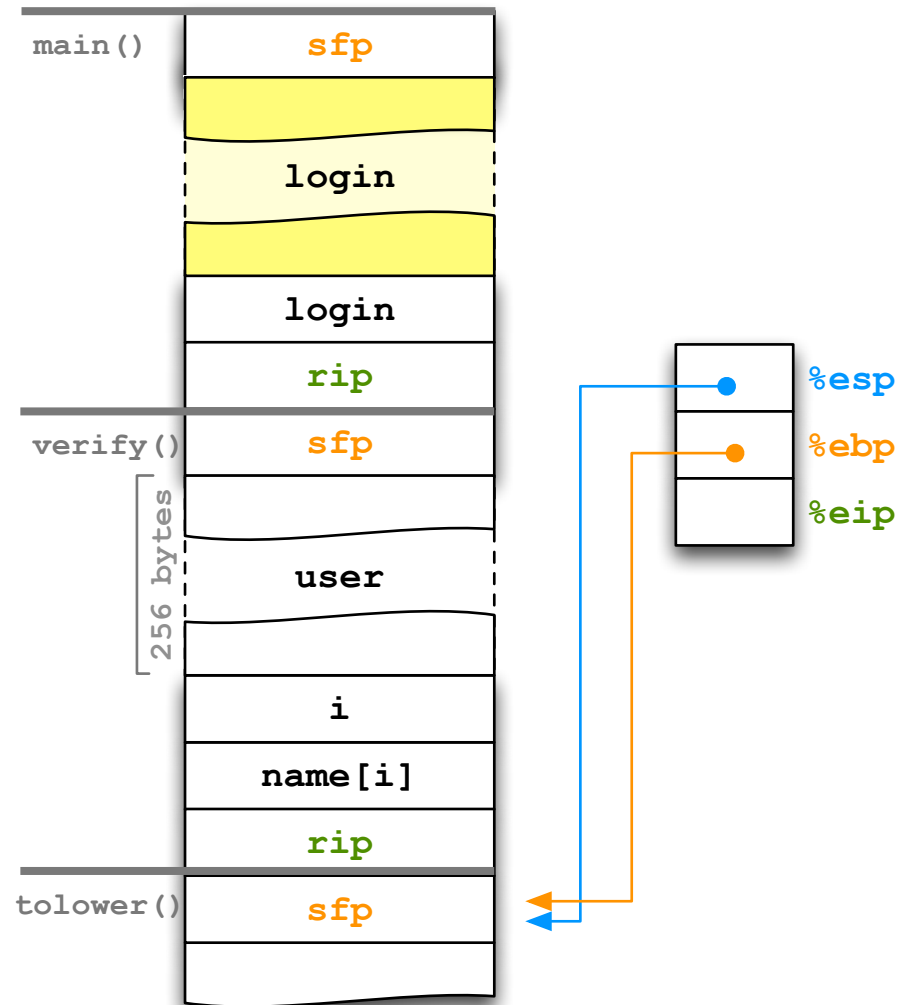 main()
sfp
login
login
rip
verify()
sfp
256 bytes
user
i
name[i]
rip
tolower()
sfp
%esp
%ebp
%eip